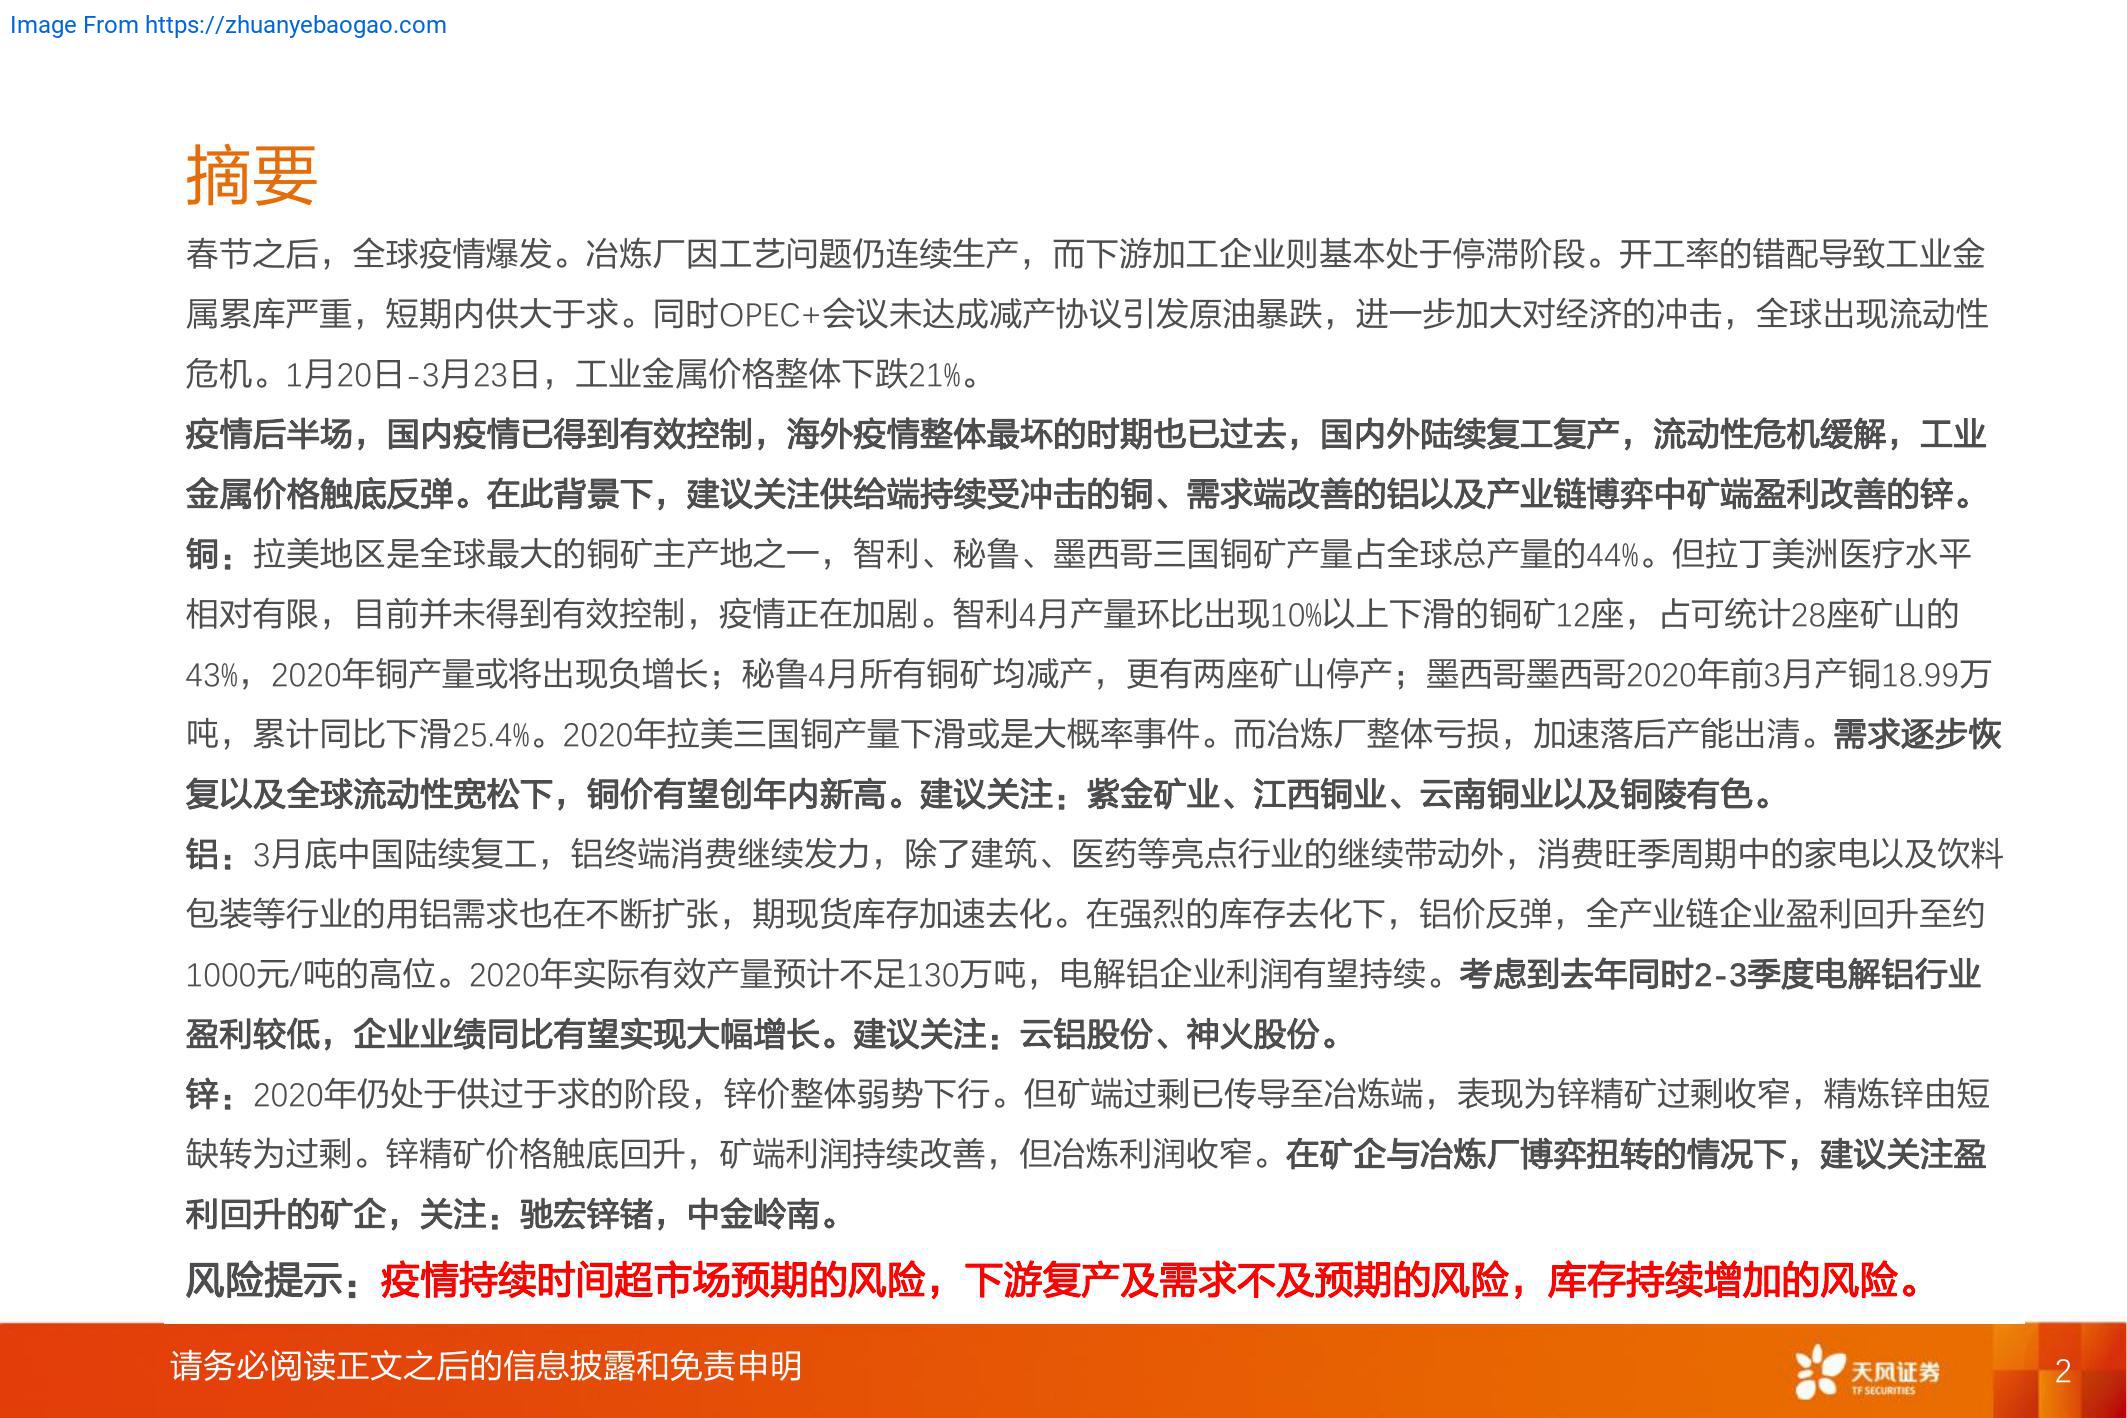 Image From https://zhuanyebaogao.com
摘要
春节之后，全球疫情爆发。冶炼厂因工艺问题仍连续生产，而下游加工企业则基本处于停滞阶段。开工率的错配导致工业金
属累库严重，短期内供大于求。同时OPEC+会议未达成减产协议引发原油暴跌，进一步加大对经济的冲击，全球出现流动性
危机。1月20日-3月23日，工业金属价格整体下跌21%。
疫情后半场，国内疫情已得到有效控制，海外疫情整体最坏的时期也已过去，国内外陆续复工复产，流动性危机缓解，工业
金属价格触底反弹。在此背景下，建议关注供给端持续受冲击的铜、需求端改善的铝以及产业链博弈中矿端盈利改善的锌。
铜：拉美地区是全球最大的铜矿主产地之一，智利、秘鲁、墨西哥三国铜矿产量占全球总产量的44%。但拉丁美洲医疗水平
相对有限，目前并未得到有效控制，疫情正在加剧。智利4月产量环比出现10%以上下滑的铜矿12座，占可统计28座矿山的
43%，2020年铜产量或将出现负增长；秘鲁4月所有铜矿均减产，更有两座矿山停产；墨西哥墨西哥2020年前3月产铜18.99万
吨，累计同比下滑25.4%。2020年拉美三国铜产量下滑或是大概率事件。而冶炼厂整体亏损，加速落后产能出清。需求逐步恢
复以及全球流动性宽松下，铜价有望创年内新高。建议关注：紫金矿业、江西铜业、云南铜业以及铜陵有色。
铝：3月底中国陆续复工，铝终端消费继续发力，除了建筑、医药等亮点行业的继续带动外，消费旺季周期中的家电以及饮料
包装等行业的用铝需求也在不断扩张，期现货库存加速去化。在强烈的库存去化下，铝价反弹，全产业链企业盈利回升至约
1000元/吨的高位。2020年实际有效产量预计不足130万吨，电解铝企业利润有望持续。考虑到去年同时2-3季度电解铝行业
盈利较低，企业业绩同比有望实现大幅增长。建议关注：云铝股份、神火股份。
锌：2020年仍处于供过于求的阶段，锌价整体弱势下行。但矿端过剩已传导至冶炼端，表现为锌精矿过剩收窄，精炼锌由短
缺转为过剩。锌精矿价格触底回升，矿端利润持续改善，但冶炼利润收窄。在矿企与冶炼厂博弈扭转的情况下，建议关注盈
利回升的矿企，关注：驰宏锌锗，中金岭南。
风险提示：疫情持续时间超市场预期的风险，下游复产及需求不及预期的风险，库存持续增加的风险。
请务必阅读正文之后的信息披露和免责申明
天风证券
TF SECURITIES
2